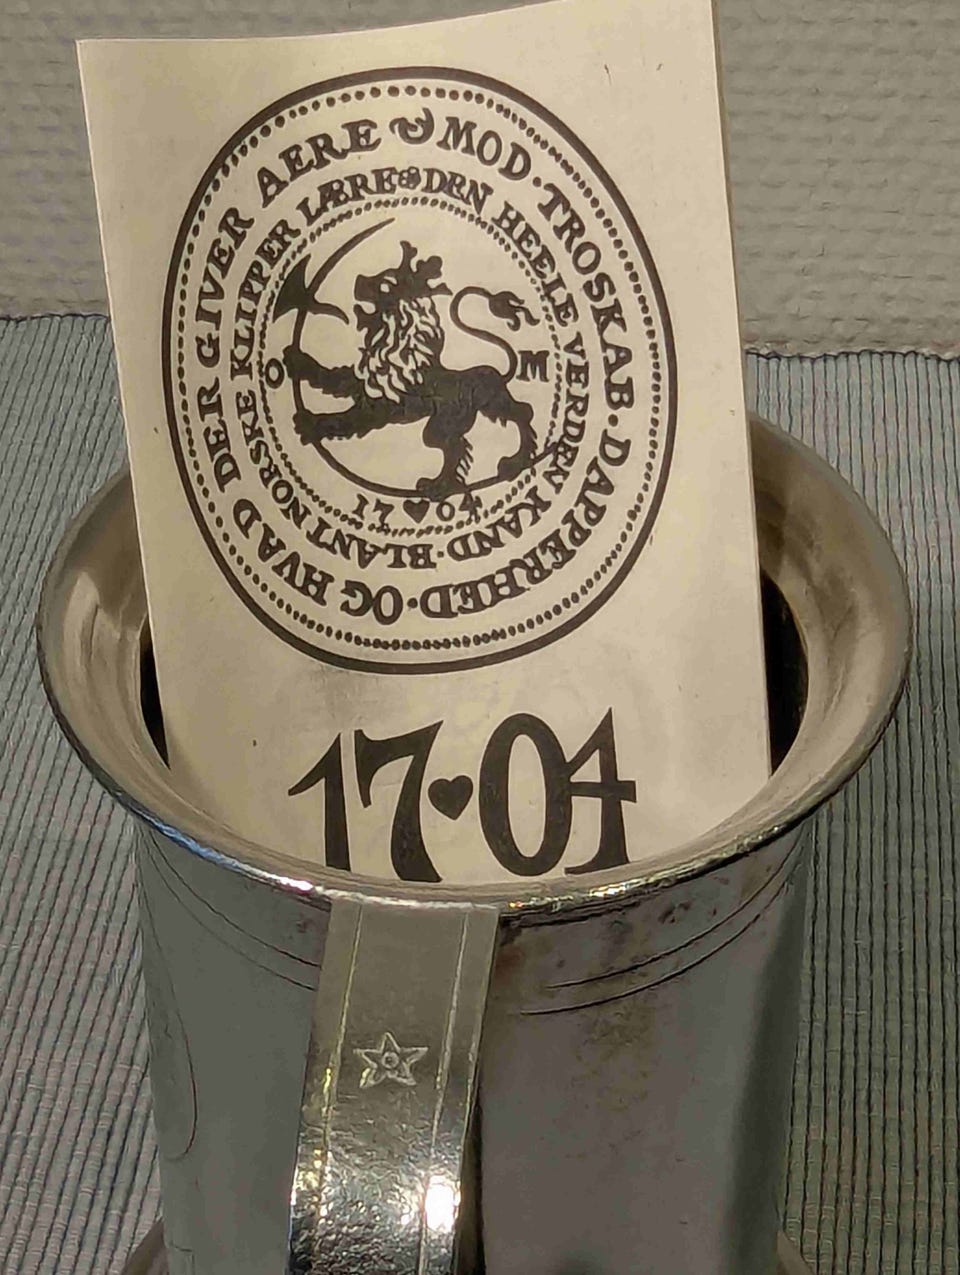 MOD · TROSKAB · DAPPERHED · OG HVAD DER GIVER AERE
DEN HEELE VERDEN KAND · BLANT NORSKE KLIPPER LÆRE
O M
17 ♥ 04
17 ♥ 04